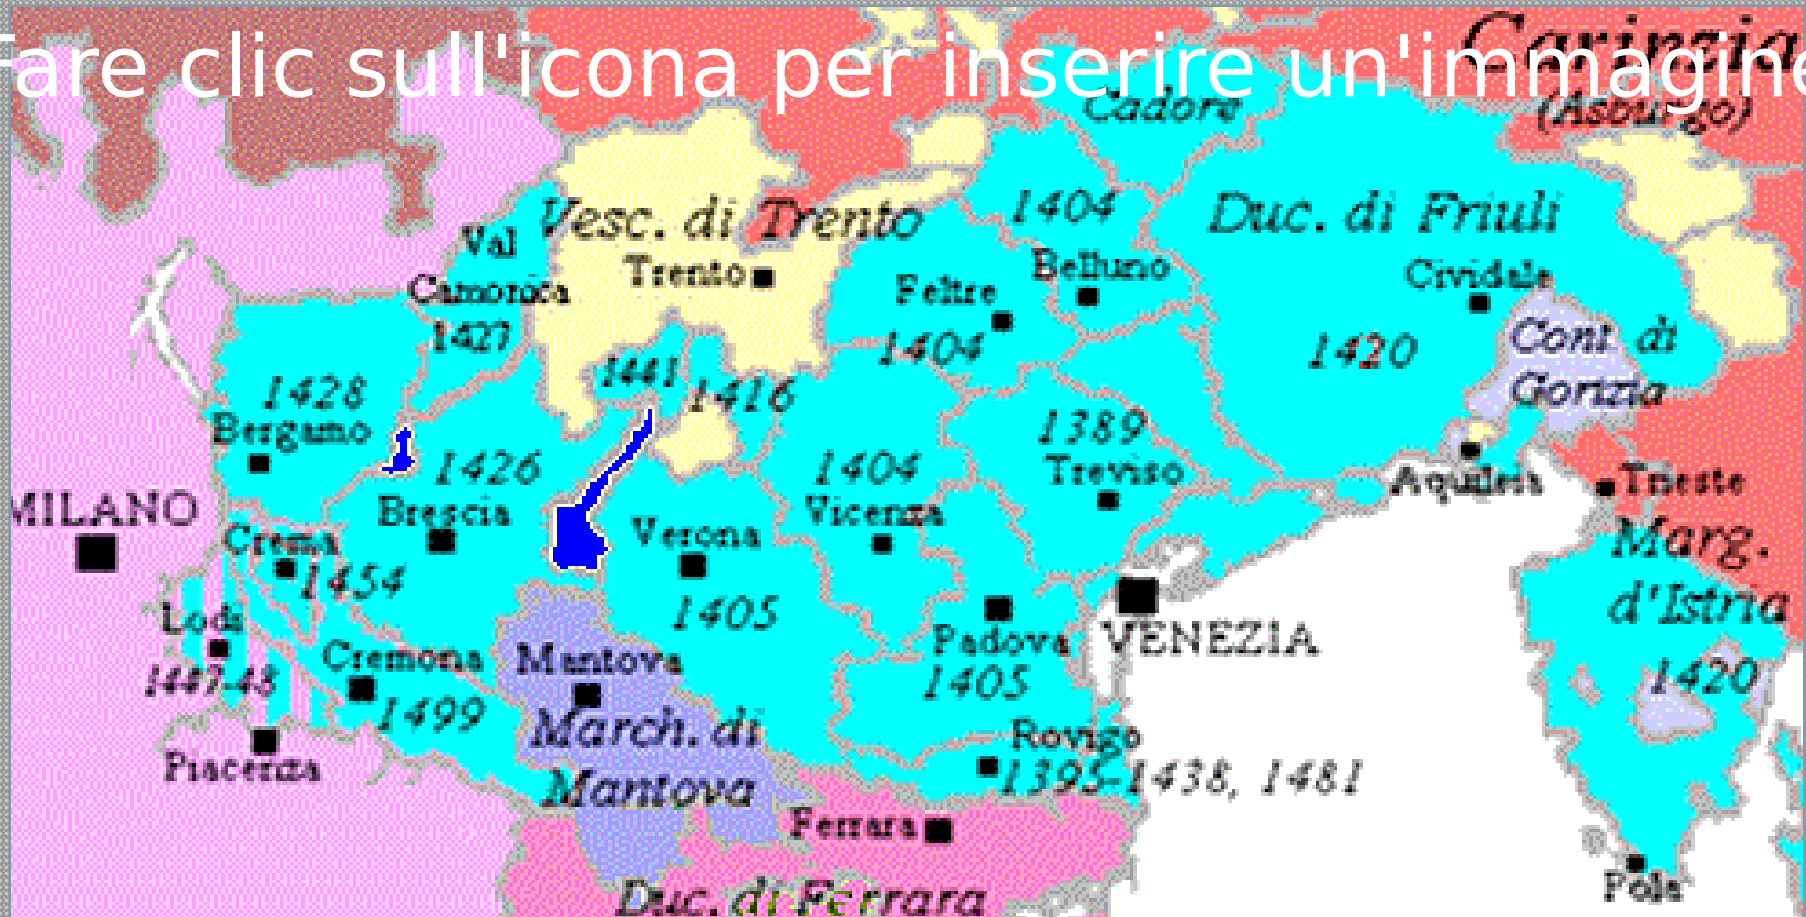 Fare clic sull'icona per inserire un'immagine
Carinzia
(Asburgo)
Cadore
Vesc. di Trento
1404
Duc. di Friuli
Val
Camonica
1427
Trento
Feltre
1404
Belluno
Cividale
1420
Cont. di
Gorizia
1428
Bergamo
1441
1416
1426
Brescia
1389
Treviso
1404
Vicenza
Aquileia
Trieste
MILANO
Crema
1454
Verona
1405
Marg.
d'Istria
1420
Lodi
1447-48
Cremona
1499
Mantova
March. di
Mantova
Padova
1405
VENEZIA
Piacenza
Rovigo
1395-1438, 1481
Ferrara
Duc. di Ferrara
Pola